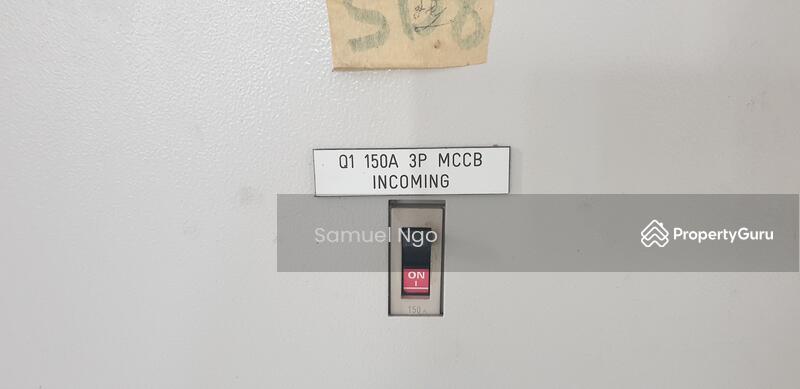 Q1 150A 3P MCCB
INCOMING
Samuel Ngo
PropertyGuru
ON
I
150A